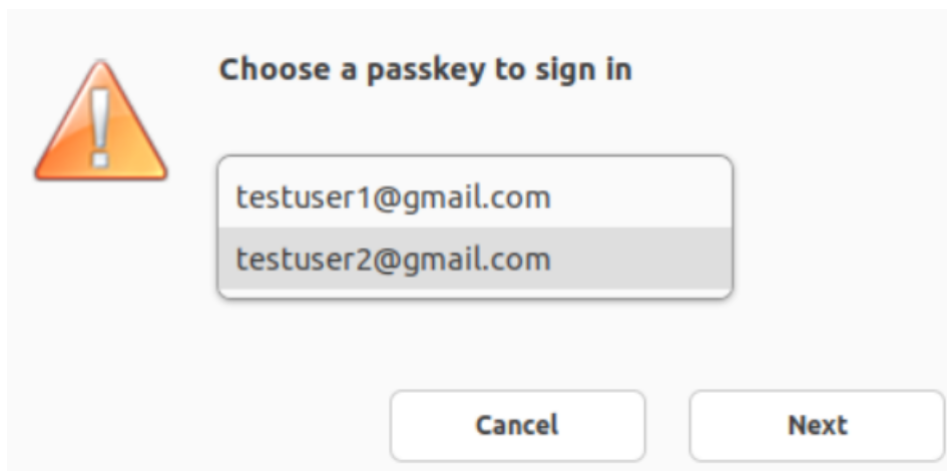 Choose a passkey to sign in
testuser1@gmail.com
testuser2@gmail.com
Cancel
Next